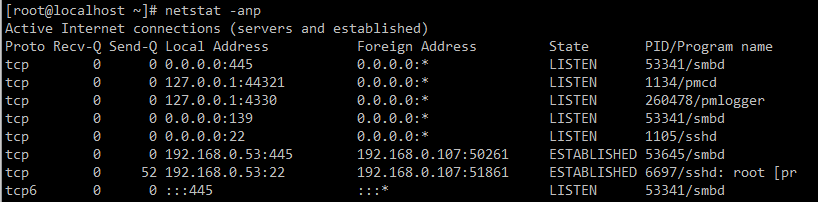 [root@localhost ~]# netstat -anp
Active Internet connections (servers and established)
Proto Recv-Q Send-Q Local Address           Foreign Address         State       PID/Program name
tcp        0      0 0.0.0.0:445             0.0.0.0:*               LISTEN      53341/smbd
tcp        0      0 127.0.0.1:44321         0.0.0.0:*               LISTEN      1134/pmcd
tcp        0      0 127.0.0.1:4330          0.0.0.0:*               LISTEN      260478/pmlogger
tcp        0      0 0.0.0.0:139             0.0.0.0:*               LISTEN      53341/smbd
tcp        0      0 0.0.0.0:22              0.0.0.0:*               LISTEN      1105/sshd
tcp        0      0 192.168.0.53:445        192.168.0.107:50261     ESTABLISHED 53645/smbd
tcp        0     52 192.168.0.53:22         192.168.0.107:51861     ESTABLISHED 6697/sshd: root [pr
tcp6       0      0 :::445                  :::*                    LISTEN      53341/smbd